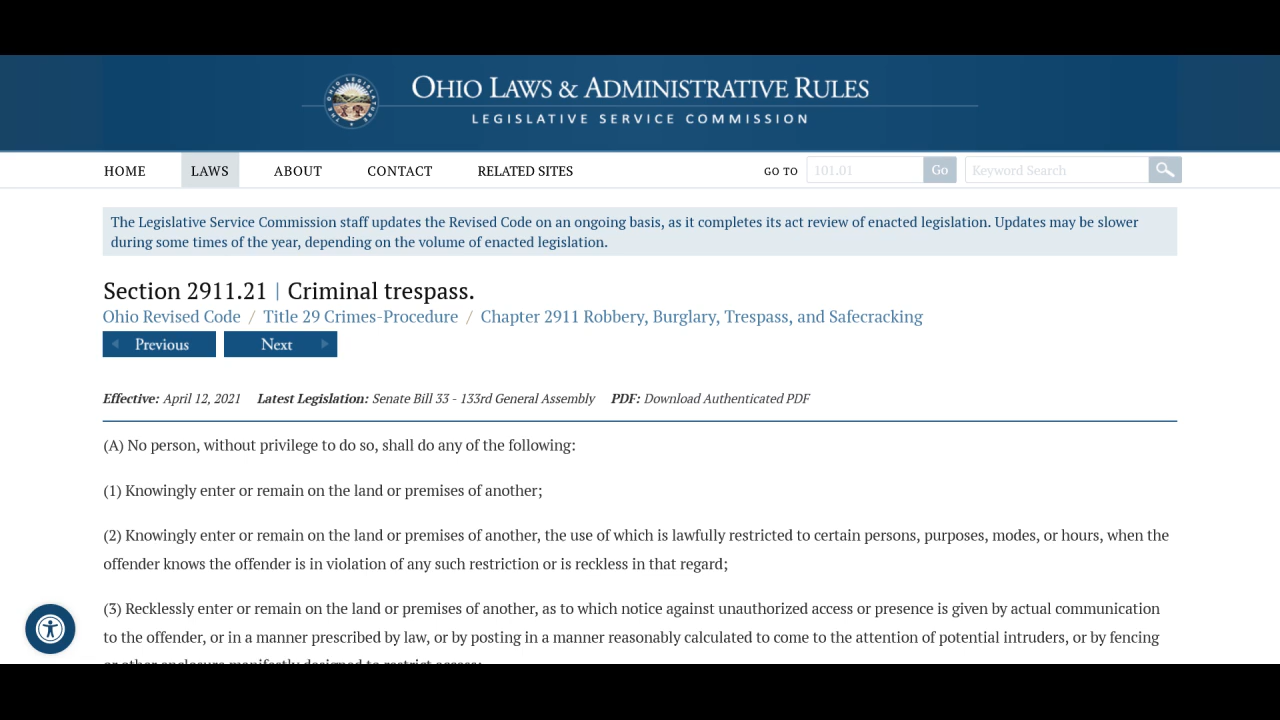 OHIO LAWS & ADMINISTRATIVE RULES
LEGISLATIVE SERVICE COMMISSION
HOME LAWS ABOUT CONTACT RELATED SITES GO TO 101.01 Go Keyword Search
The Legislative Service Commission staff updates the Revised Code on an ongoing basis, as it completes its act review of enacted legislation. Updates may be slower
during some times of the year, depending on the volume of enacted legislation.
Section 2911.21 | Criminal trespass.
Ohio Revised Code / Title 29 Crimes-Procedure / Chapter 2911 Robbery, Burglary, Trespass, and Safecracking
Previous Next
Effective: April 12, 2021 Latest Legislation: Senate Bill 33 - 133rd General Assembly PDF: Download Authenticated PDF
(A) No person, without privilege to do so, shall do any of the following:
(1) Knowingly enter or remain on the land or premises of another;
(2) Knowingly enter or remain on the land or premises of another, the use of which is lawfully restricted to certain persons, purposes, modes, or hours, when the
offender knows the offender is in violation of any such restriction or is reckless in that regard;
(3) Recklessly enter or remain on the land or premises of another, as to which notice against unauthorized access or presence is given by actual communication
to the offender, or in a manner prescribed by law, or by posting in a manner reasonably calculated to come to the attention of potential intruders, or by fencing
or other enclosure manifestly designed to restrict access;